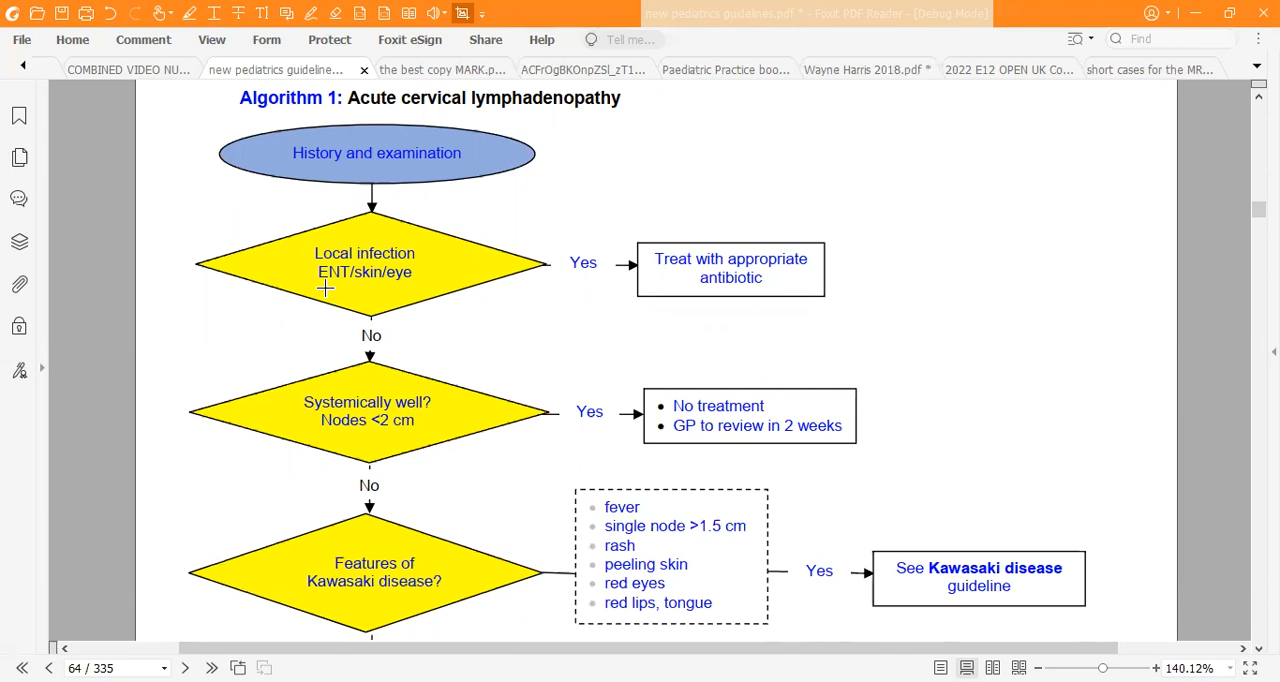 new pediatrics guidelines.pdf * - Foxit PDF Reader - [Debug Mode]
File Home Comment View Form Protect Foxit eSign Share Help Tell me... Find
COMBINED VIDEO NU... new pediatrics guideline... the best copy MARK.p... ACFrOgBKOnpZSl_zT1... Paediatric Practice boo... Wayne Harris 2018.pdf * 2022 E12 OPEN UK Co... short cases for the MR...
Algorithm 1: Acute cervical lymphadenopathy
History and examination
Local infection
ENT/skin/eye
Yes
Treat with appropriate
antibiotic
No
Systemically well?
Nodes <2 cm
Yes
• No treatment
• GP to review in 2 weeks
No
Features of
Kawasaki disease?
• fever
• single node >1.5 cm
• rash
• peeling skin
• red eyes
• red lips, tongue
Yes
See Kawasaki disease
guideline
64 / 335
140.12%